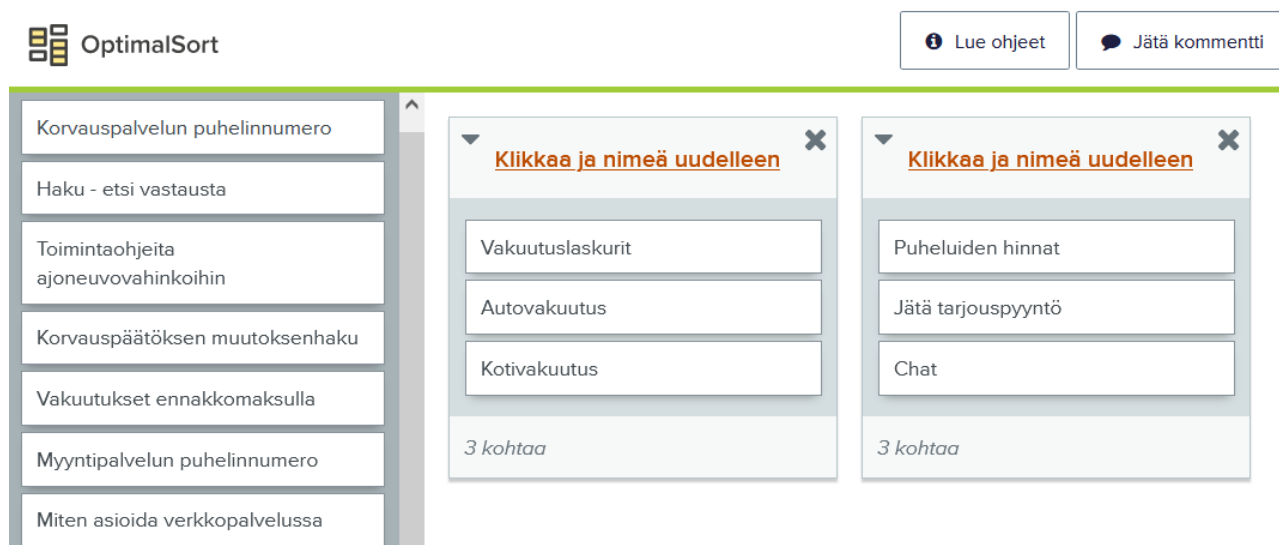 OptimalSort
Lue ohjeet
Jätä kommentti
Korvauspalvelun puhelinnumero
Haku - etsi vastausta
Toimintaohjeita
ajoneuvovahinkoihin
Korvauspäätöksen muutoksenhaku
Vakuutukset ennakkomaksulla
Myyntipalvelun puhelinnumero
Miten asioida verkkopalvelussa
Klikkaa ja nimeä uudelleen
Vakuutuslaskurit
Autovakuutus
Kotivakuutus
3 kohtaa
Klikkaa ja nimeä uudelleen
Puheluiden hinnat
Jätä tarjouspyyntö
Chat
3 kohtaa